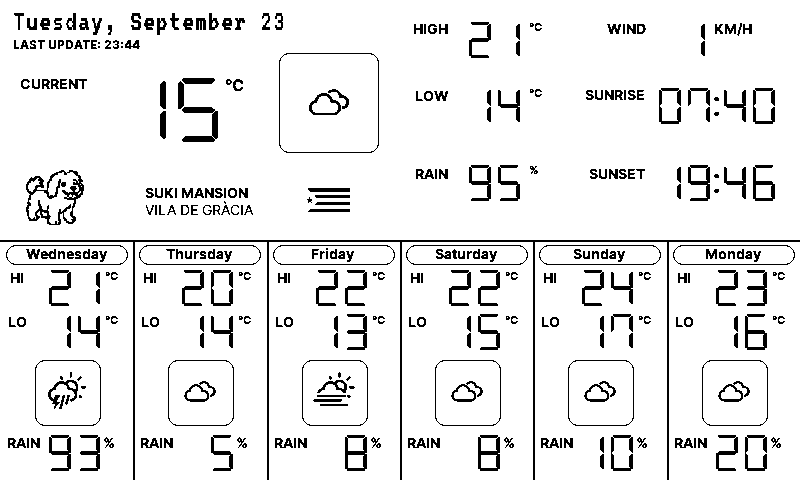 Tuesday, September 23
LAST UPDATE: 23:44
CURRENT 15 °C
SUKI MANSION
VILA DE GRÀCIA
HIGH 21 °C
LOW 14 °C
RAIN 95 %
WIND 1 KM/H
SUNRISE 07:40
SUNSET 19:46
Wednesday
HI 21 °C
LO 14 °C
RAIN 93 %
Thursday
HI 20 °C
LO 14 °C
RAIN 5 %
Friday
HI 22 °C
LO 13 °C
RAIN 8 %
Saturday
HI 22 °C
LO 15 °C
RAIN 8 %
Sunday
HI 24 °C
LO 17 °C
RAIN 10 %
Monday
HI 23 °C
LO 16 °C
RAIN 20 %